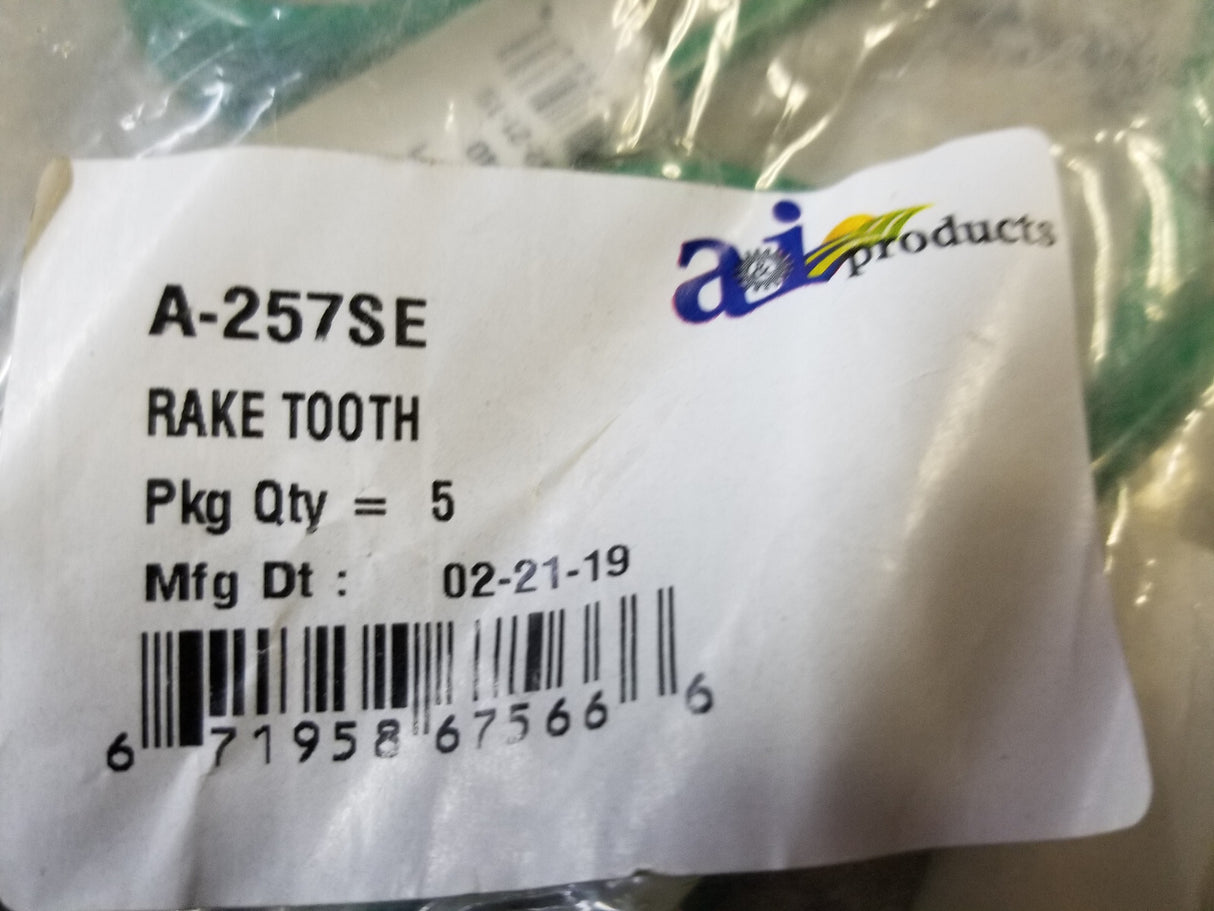 a&i products
A-257SE
RAKE TOOTH
Pkg Qty = 5
Mfg Dt : 02-21-19
6 71958 67566 6